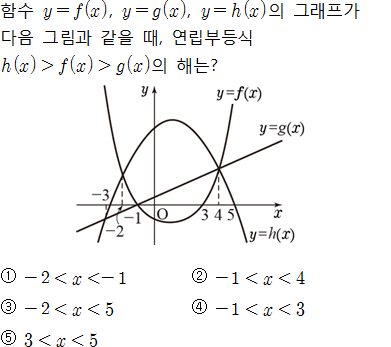 함수 y=f(x), y=g(x), y=h(x)의 그래프가
다음 그림과 같을 때, 연립부등식
h(x)>f(x)>g(x)의 해는?
y
y=f(x)
y=g(x)
-3
-1 O 3 4 5 x
-2
y=h(x)
① -2<x<-1
② -1<x<4
③ -2<x<5
④ -1<x<3
⑤ 3<x<5